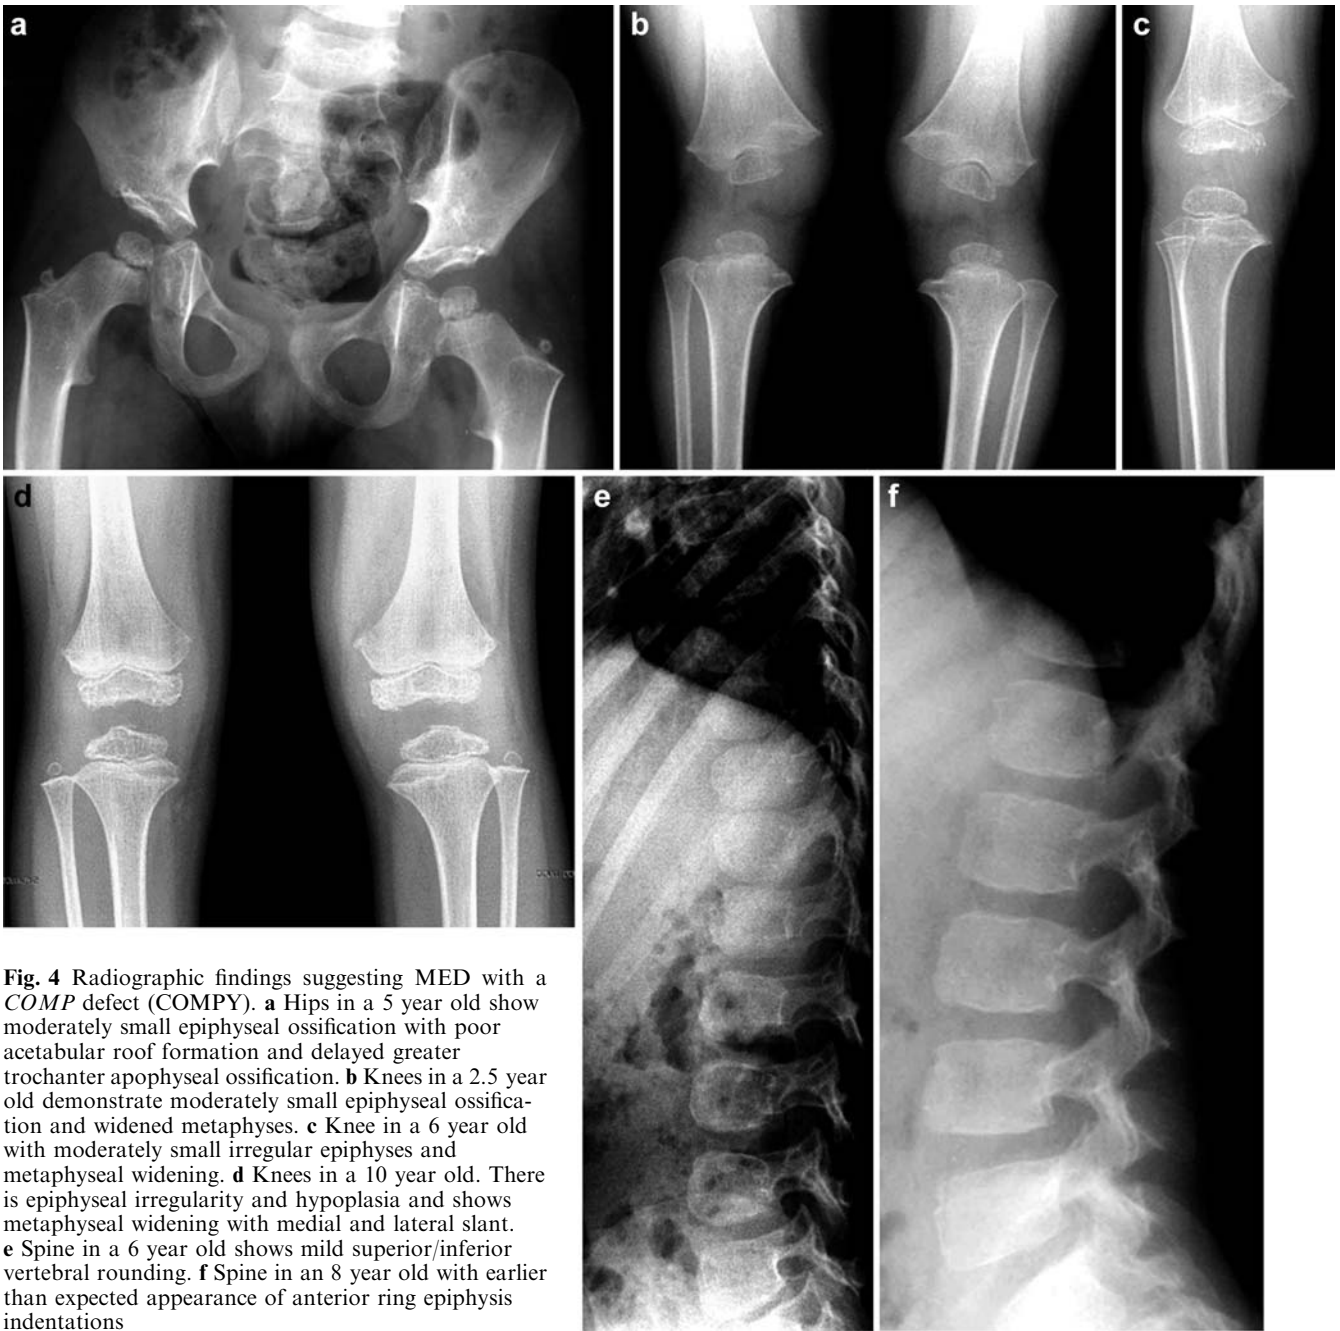 a
b
c
d
e
f
Fig. 4 Radiographic findings suggesting MED with a
COMP defect (COMPY). a Hips in a 5 year old show
moderately small epiphyseal ossification with poor
acetabular roof formation and delayed greater
trochanter apophyseal ossification. b Knees in a 2.5 year
old demonstrate moderately small epiphyseal ossifica-
tion and widened metaphyses. c Knee in a 6 year old
with moderately small irregular epiphyses and
metaphyseal widening. d Knees in a 10 year old. There
is epiphyseal irregularity and hypoplasia and shows
metaphyseal widening with medial and lateral slant.
e Spine in a 6 year old shows mild superior/inferior
vertebral rounding. f Spine in an 8 year old with earlier
than expected appearance of anterior ring epiphysis
indentations